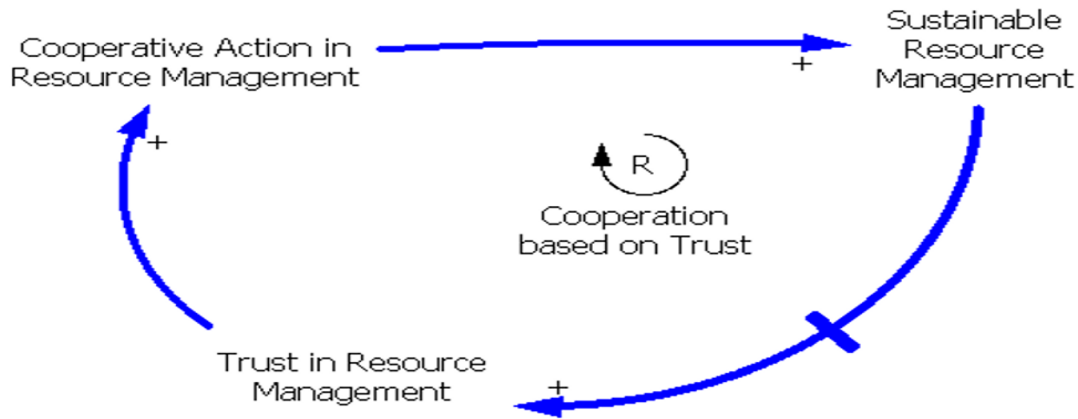 Cooperative Action in
Resource Management
+
Sustainable
Resource
Management
+
R
Cooperation
based on Trust
Trust in Resource
Management
+